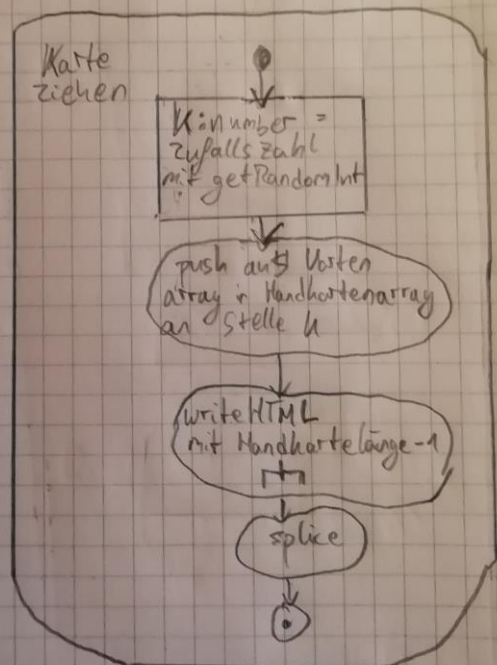 Karte
ziehen
K:number =
zufallszahl
mit getRandomInt
push aus Karten
array in Handkartenarray
an Stelle K
writeHTML
mit Handkartelänge-1
splice